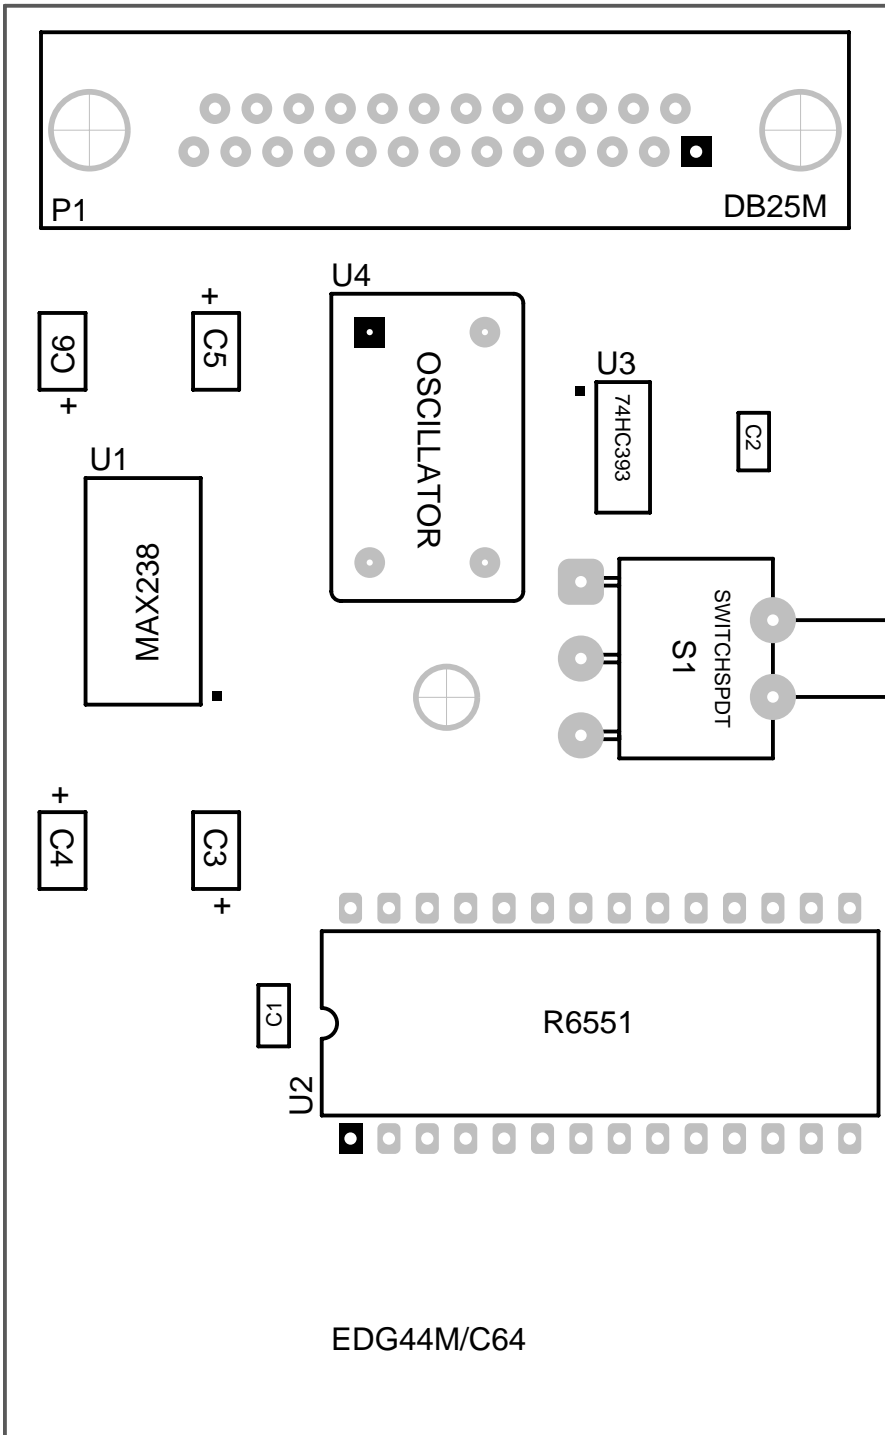 P1
DB25M
U4
+
C5
C6
+
OSCILLATOR
U3
74HC393
C2
U1
MAX238
SWITCHSPDT
S1
+
C4
C3
+
C1
R6551
U2
EDG44M/C64